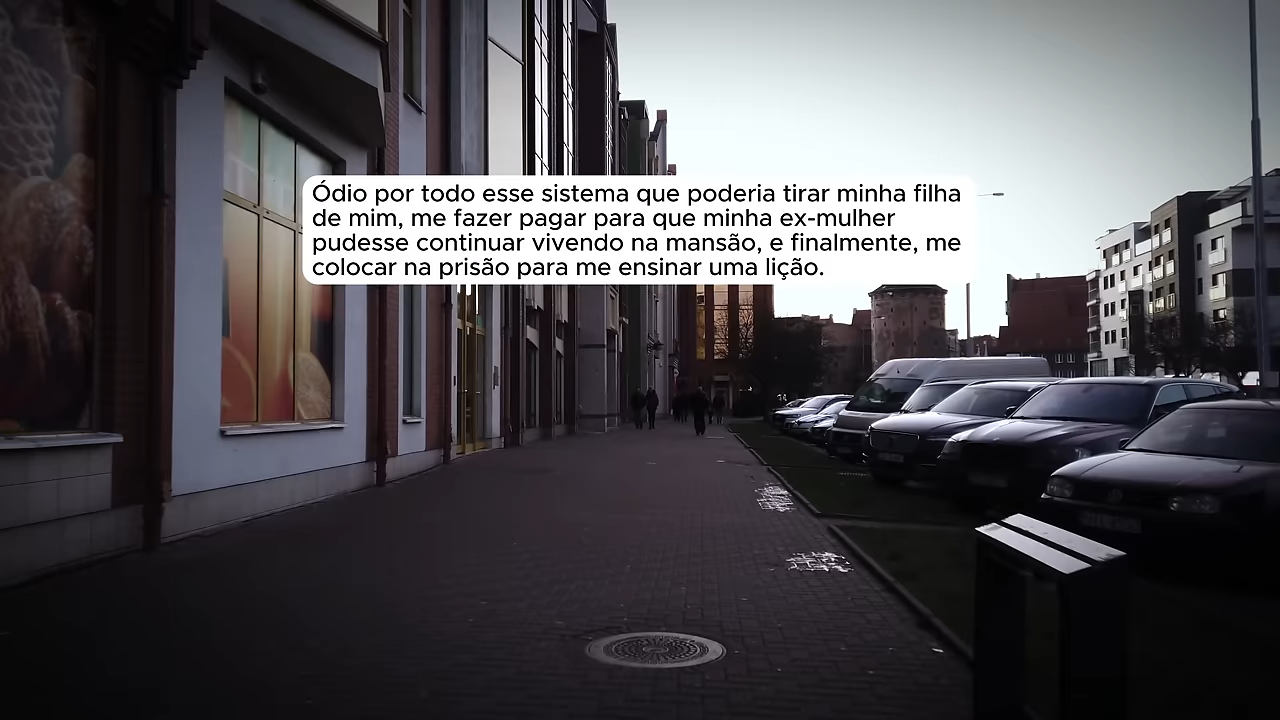 Ódio por todo esse sistema que poderia tirar minha filha
de mim, me fazer pagar para que minha ex-mulher
pudesse continuar vivendo na mansão, e finalmente, me
colocar na prisão para me ensinar uma lição.